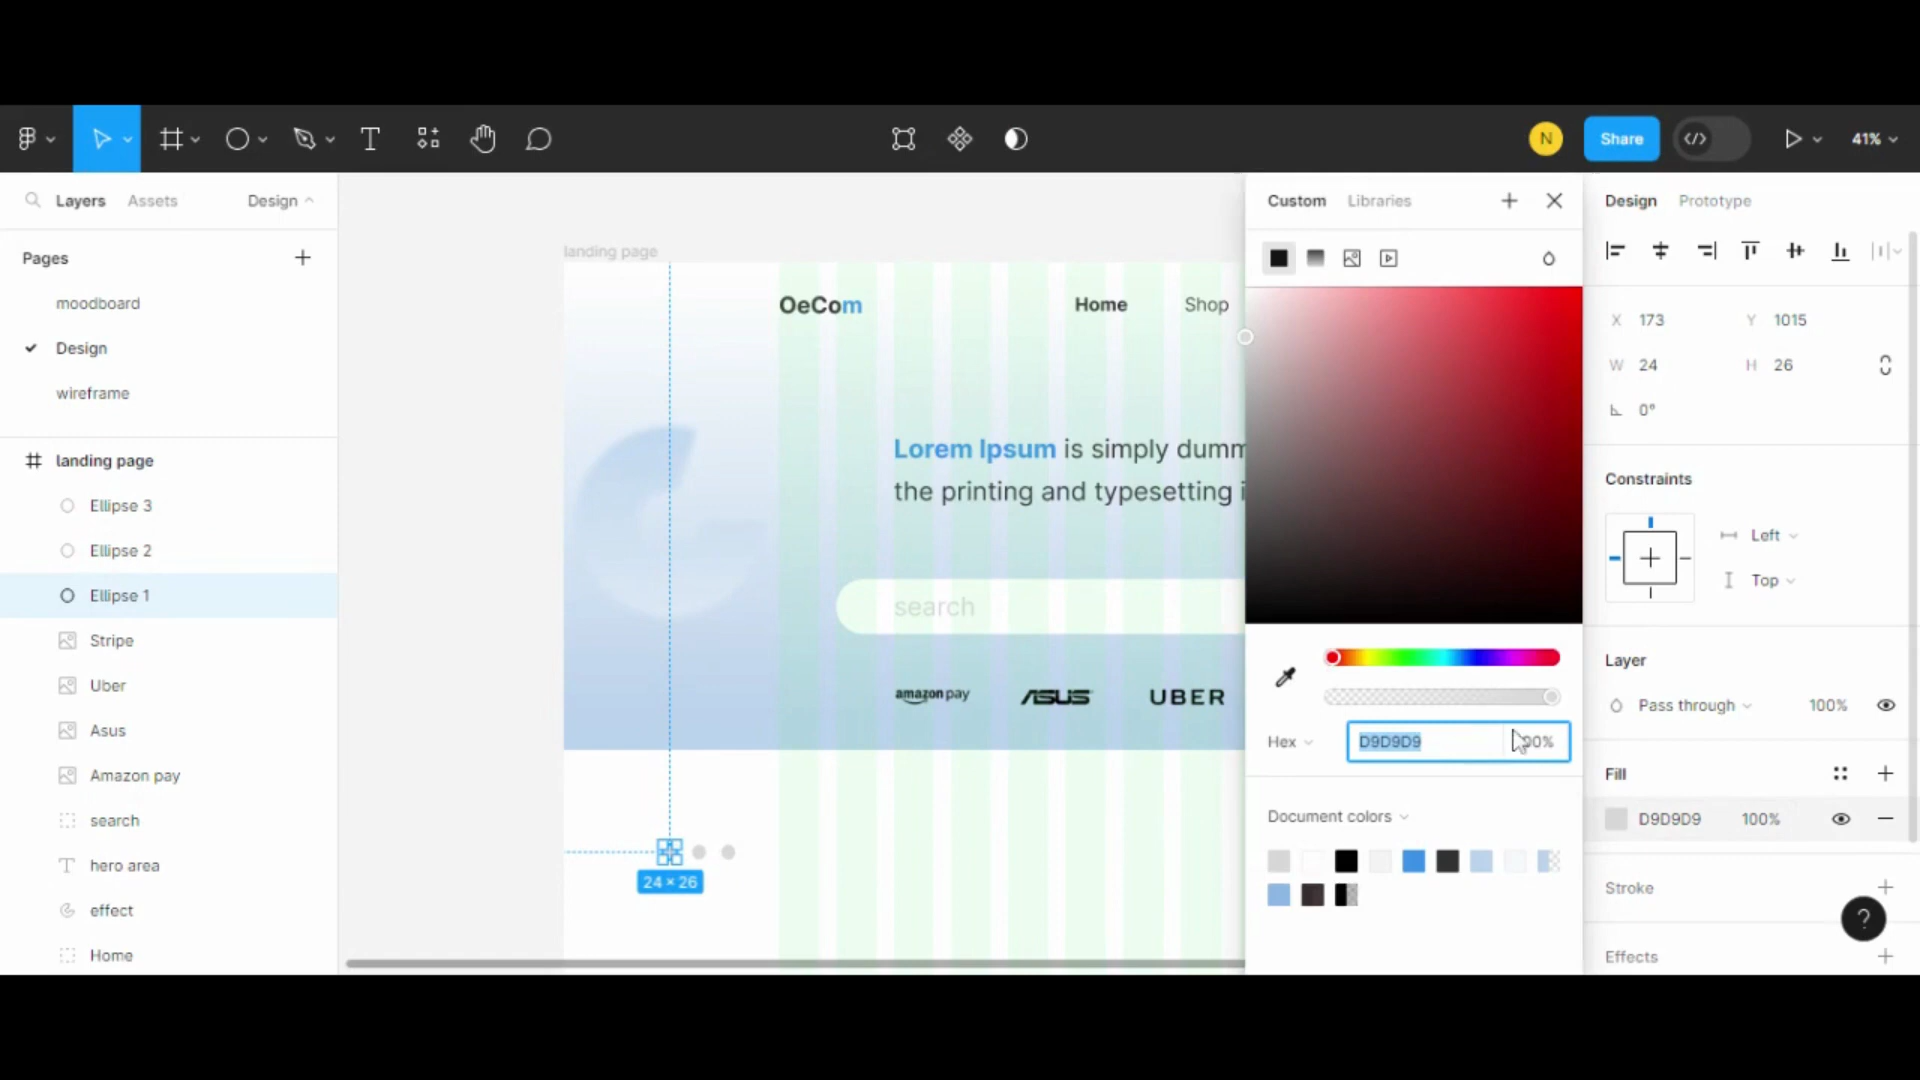 N
Share
41%
Layers
Assets
Design
Pages
moodboard
Design
wireframe
landing page
Ellipse 3
Ellipse 2
Ellipse 1
Stripe
Uber
Asus
Amazon pay
search
hero area
effect
Home
landing page
OeCom
Home
Shop
Lorem Ipsum is simply dumm
the printing and typesetting i
search
amazon pay
ASUS
UBER
24 × 26
Custom
Libraries
Hex
D9D9D9
Document colors
Design
Prototype
X 173
Y 1015
W 24
H 26
0°
Constraints
Left
Top
Layer
Pass through
100%
Fill
D9D9D9
100%
Stroke
Effects
?